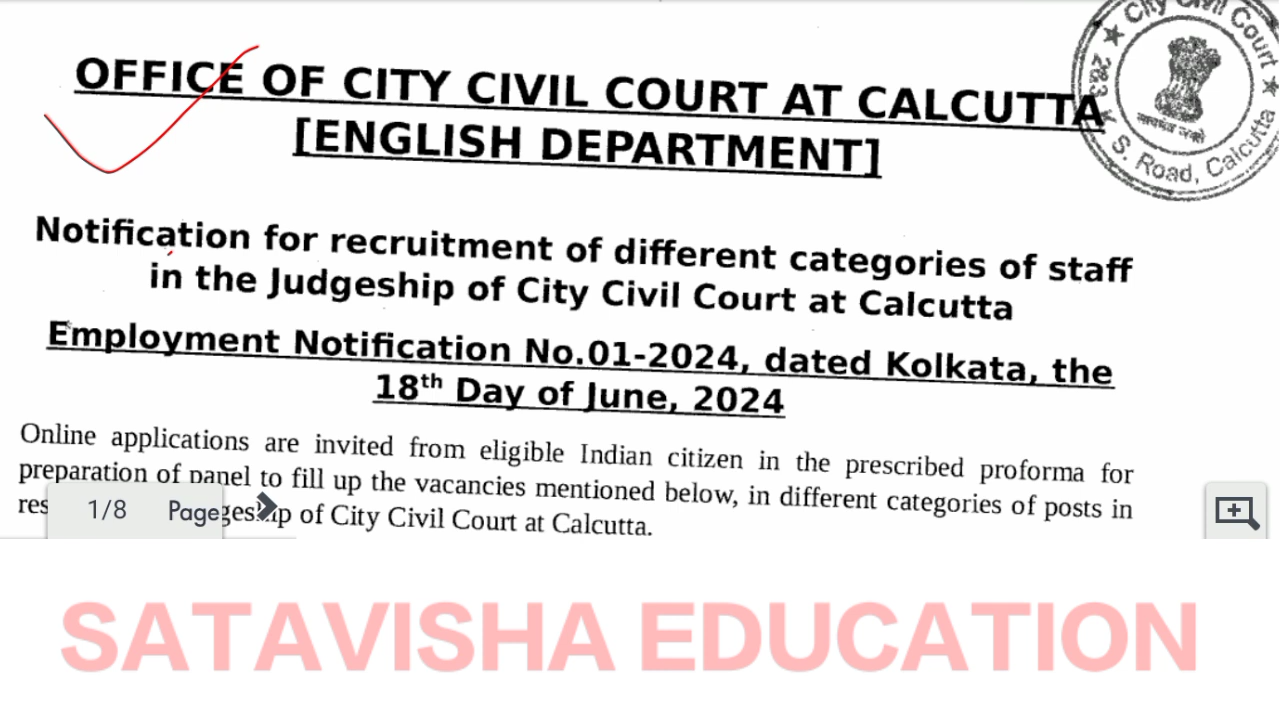 OFFICE OF CITY CIVIL COURT AT CALCUTTA
[ENGLISH DEPARTMENT]
City Civil Court
2&3 K. S. Road, Calcutta
Notification for recruitment of different categories of staff
in the Judgeship of City Civil Court at Calcutta
Employment Notification No.01-2024, dated Kolkata, the
18th Day of June, 2024
Online applications are invited from eligible Indian citizen in the prescribed proforma for
preparation of panel to fill up the vacancies mentioned below, in different categories of posts in
of City Civil Court at Calcutta.
1/8 Page
SATAVISHA EDUCATION